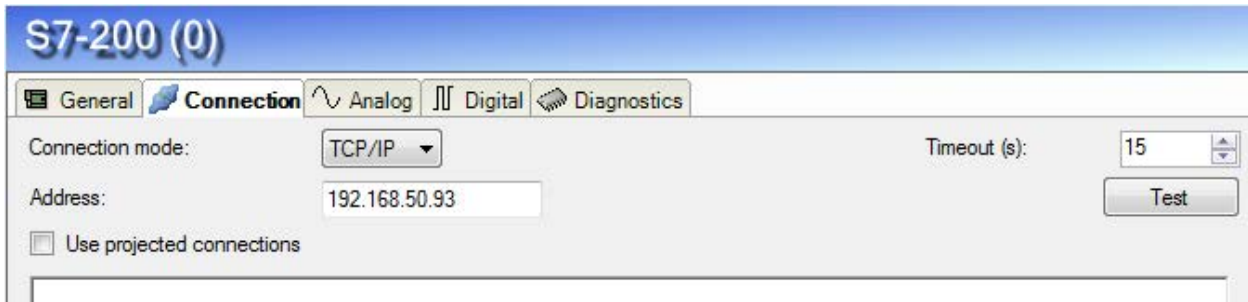 S7-200 (0)
General Connection Analog Digital Diagnostics
Connection mode: TCP/IP Timeout (s): 15
Address: 192.168.50.93 Test
Use projected connections